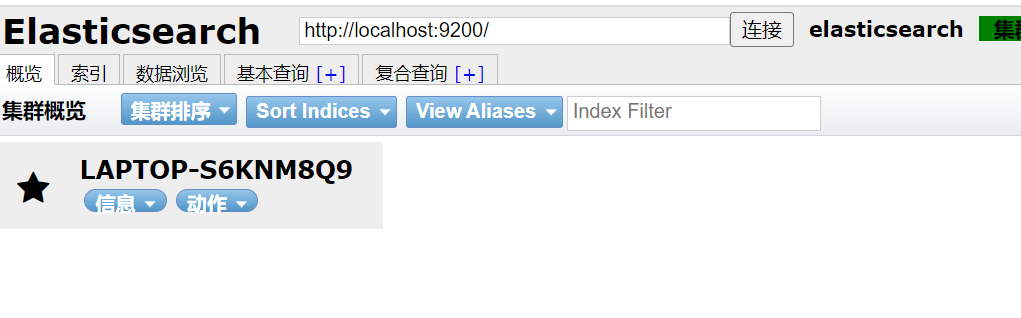 Elasticsearch http://localhost:9200/ 连接 elasticsearch 集群
概览 索引 数据浏览 基本查询 [+] 复合查询 [+]
集群概览 集群排序 Sort Indices View Aliases Index Filter
LAPTOP-S6KNM8Q9
信息 动作